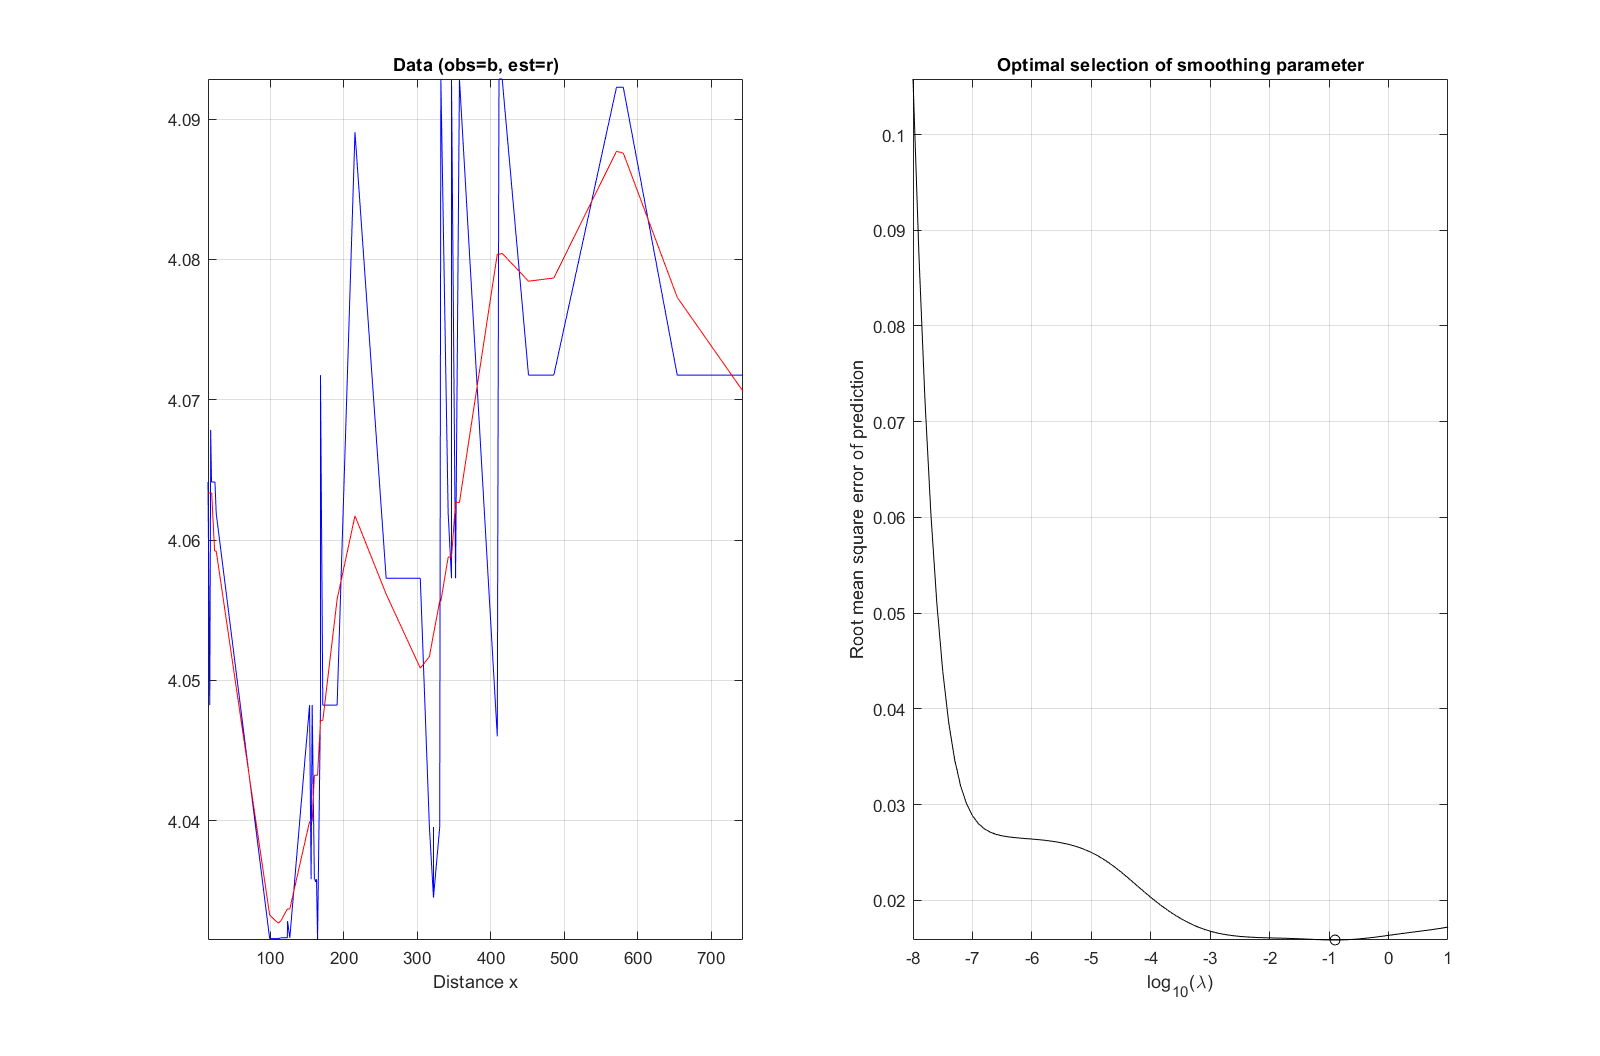 Data (obs=b, est=r)
4.09
4.08
4.07
4.06
4.05
4.04
100 200 300 400 500 600 700
Distance x
Optimal selection of smoothing parameter
Root mean square error of prediction
0.1
0.09
0.08
0.07
0.06
0.05
0.04
0.03
0.02
-8 -7 -6 -5 -4 -3 -2 -1 0 1
log10(λ)